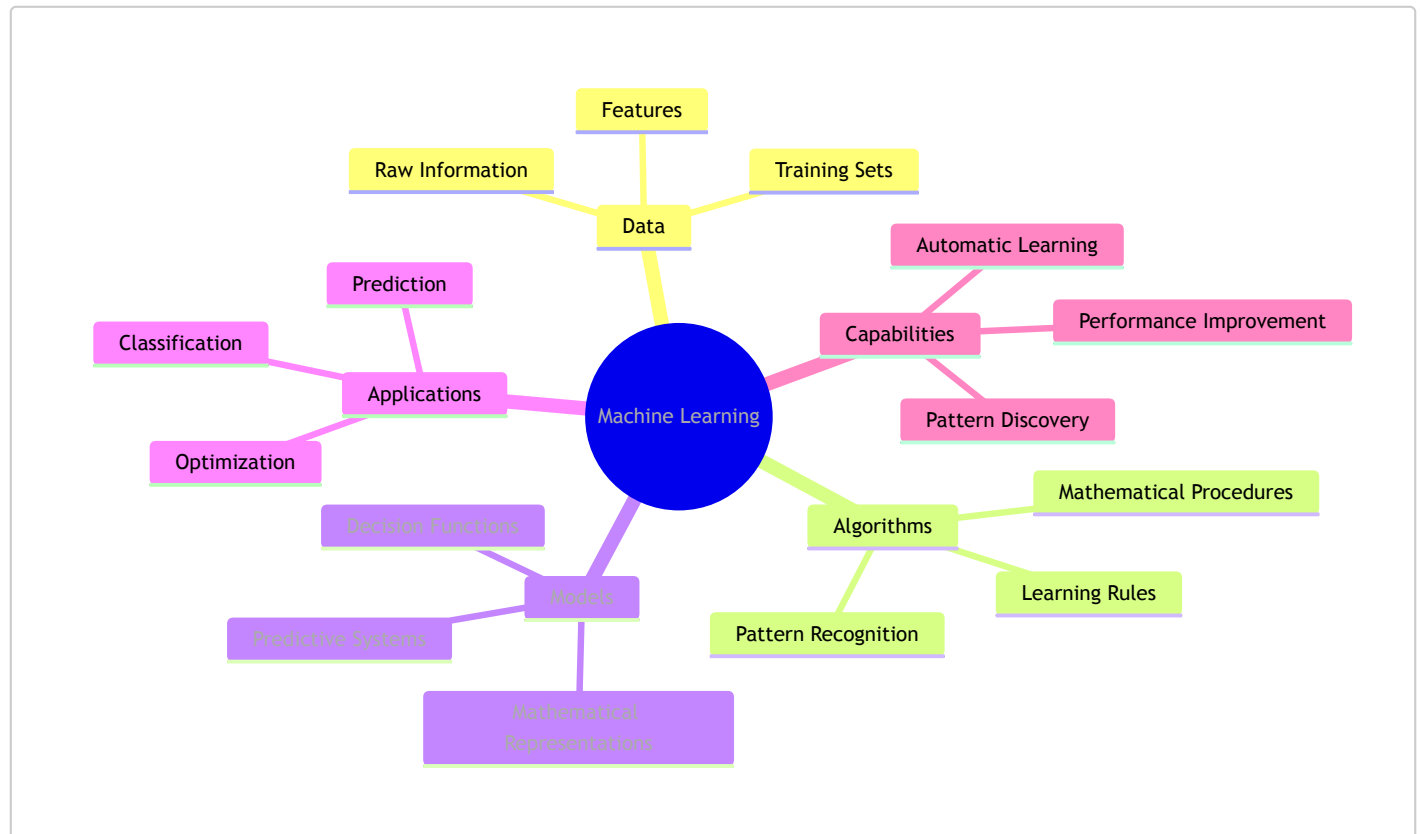 Features
Raw Information
Training Sets
Data
Automatic Learning
Prediction
Performance Improvement
Capabilities
Classification
Applications
Machine Learning
Pattern Discovery
Optimization
Mathematical Procedures
Decision Functions
Algorithms
Models
Learning Rules
Predictive Systems
Pattern Recognition
Mathematical
Representations